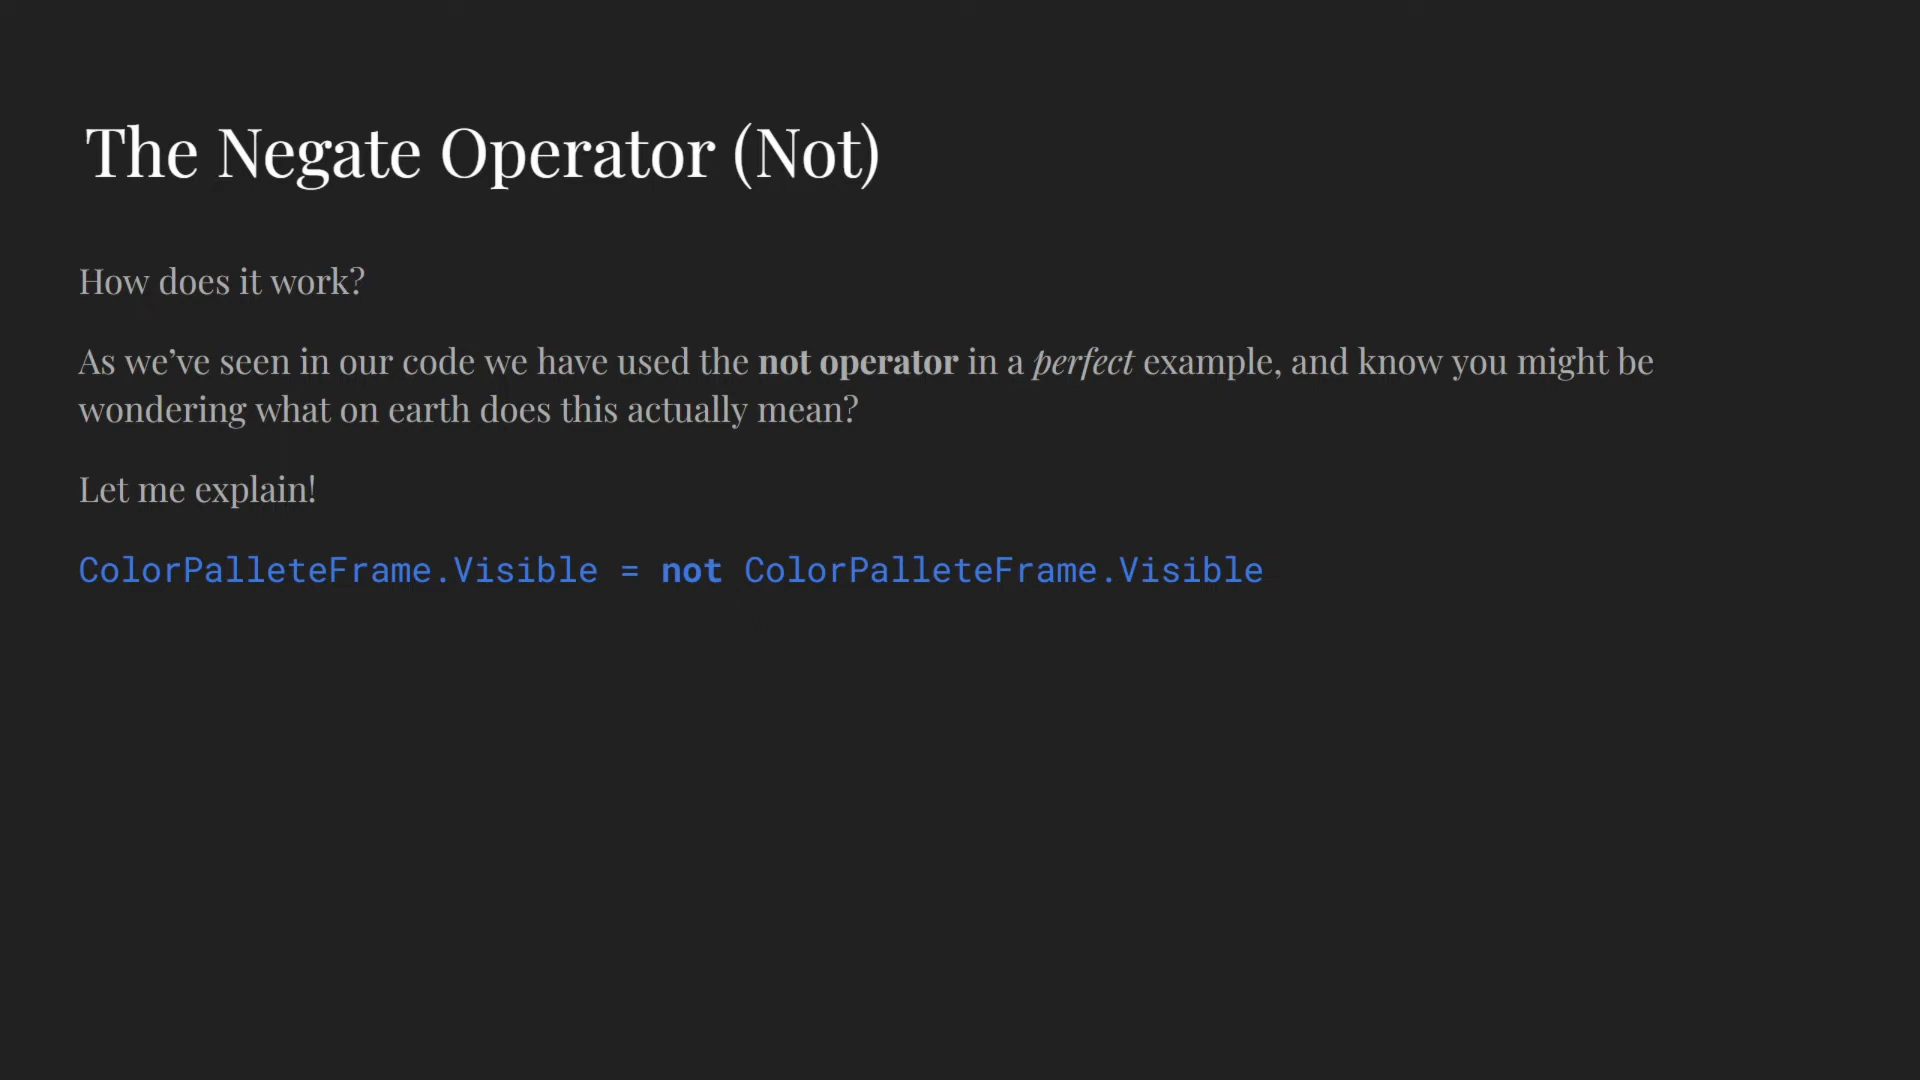 The Negate Operator (Not)
How does it work?
As we’ve seen in our code we have used the not operator in a perfect example, and know you might be
wondering what on earth does this actually mean?
Let me explain!
ColorPalleteFrame.Visible = not ColorPalleteFrame.Visible